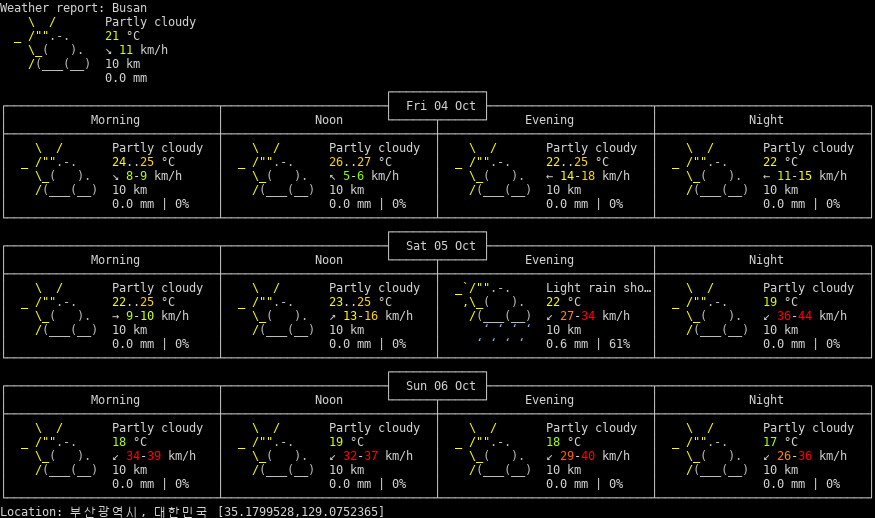 Weather report: Busan
Partly cloudy
21 °C
↘ 11 km/h
10 km
0.0 mm
Fri 04 Oct
Morning Noon Evening Night
Partly cloudy Partly cloudy Partly cloudy Partly cloudy
24..25 °C 26..27 °C 22..25 °C 22 °C
↘ 8-9 km/h ↖ 5-6 km/h ← 14-18 km/h ← 11-15 km/h
10 km 10 km 10 km 10 km
0.0 mm | 0% 0.0 mm | 0% 0.0 mm | 0% 0.0 mm | 0%
Sat 05 Oct
Morning Noon Evening Night
Partly cloudy Partly cloudy Light rain sho… Partly cloudy
22..25 °C 23..25 °C 22 °C 19 °C
→ 9-10 km/h ↗ 13-16 km/h ↙ 27-34 km/h ↙ 36-44 km/h
10 km 10 km 10 km 10 km
0.0 mm | 0% 0.0 mm | 0% 0.6 mm | 61% 0.0 mm | 0%
Sun 06 Oct
Morning Noon Evening Night
Partly cloudy Partly cloudy Partly cloudy Partly cloudy
18 °C 19 °C 18 °C 17 °C
↙ 34-39 km/h ↙ 32-37 km/h ↙ 29-40 km/h ↙ 26-36 km/h
10 km 10 km 10 km 10 km
0.0 mm | 0% 0.0 mm | 0% 0.0 mm | 0% 0.0 mm | 0%
Location: 부산광역시, 대한민국 [35.1799528,129.0752365]